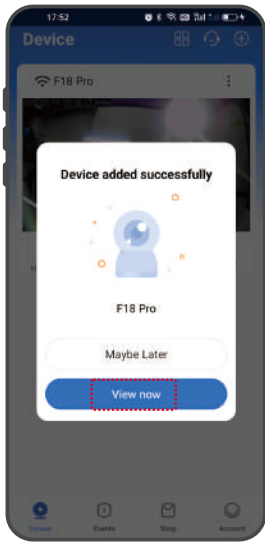 17:52
Device
F18 Pro
Device added successfully
F18 Pro
Maybe Later
View now
Events
Shop
Account